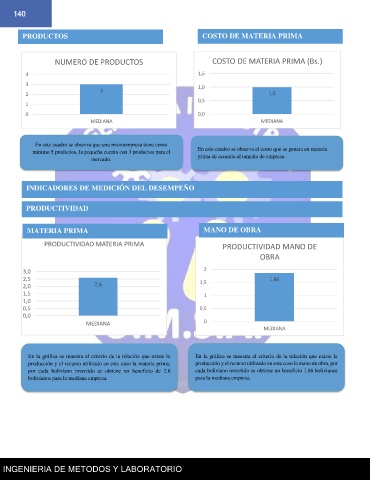 140
PRODUCTOS
COSTO DE MATERIA PRIMA
NUMERO DE PRODUCTOS
4
3
2
1
0
3
MEDIANA
COSTO DE MATERIA PRIMA (Bs.)
1,5
1,0
0,5
0,0
1,0
MEDIANA
En este cuadro se observa que una microempresa tiene como
mínimo 5 productos, la pequeña cuenta con 3 productos para el
mercado.
En este cuadro se observa el costo que se genera en materia
prima de acuerdo al tamaño de empresa
INDICADORES DE MEDICIÓN DEL DESEMPEÑO
PRODUCTIVIDAD
MATERIA PRIMA
MANO DE OBRA
PRODUCTIVIDAD MATERIA PRIMA
3,0
2,5
2,0
1,5
1,0
0,5
0,0
2,6
MEDIANA
PRODUCTIVIDAD MANO DE
OBRA
2
1,5
1
0,5
0
1,86
MEDIANA
En la gráfica se muestra el criterio de la relación que existe la
producción y el recurso utilizado en este caso la materia prima,
por cada boliviano invertido se obtiene un beneficio de 2,6
bolivianos para la mediana empresa.
En la gráfica se muestra el criterio de la relación que existe la
producción y el recurso utilizado en este caso la mano de obra, por
cada boliviano invertido se obtiene un beneficio 1,86 bolivianos
para la mediana empresa.
INGENIERIA DE METODOS Y LABORATORIO